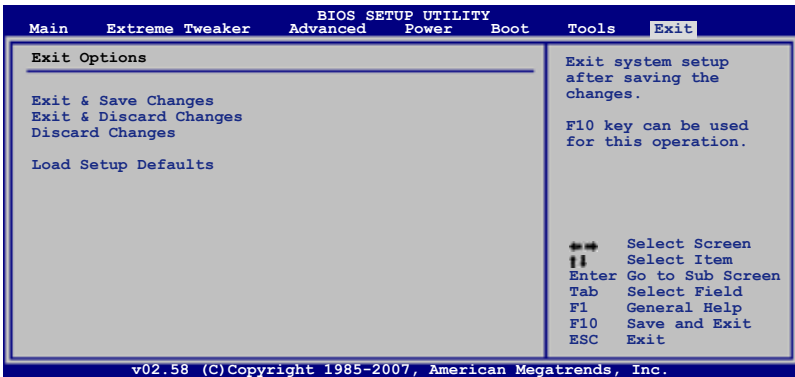 BIOS SETUP UTILITY
Main Extreme Tweaker Advanced Power Boot Tools Exit
Exit Options
Exit & Save Changes
Exit & Discard Changes
Discard Changes
Load Setup Defaults
Exit system setup
after saving the
changes.
F10 key can be used
for this operation.
←→ Select Screen
↑↓ Select Item
Enter Go to Sub Screen
Tab Select Field
F1 General Help
F10 Save and Exit
ESC Exit
v02.58 (C)Copyright 1985-2007, American Megatrends, Inc.